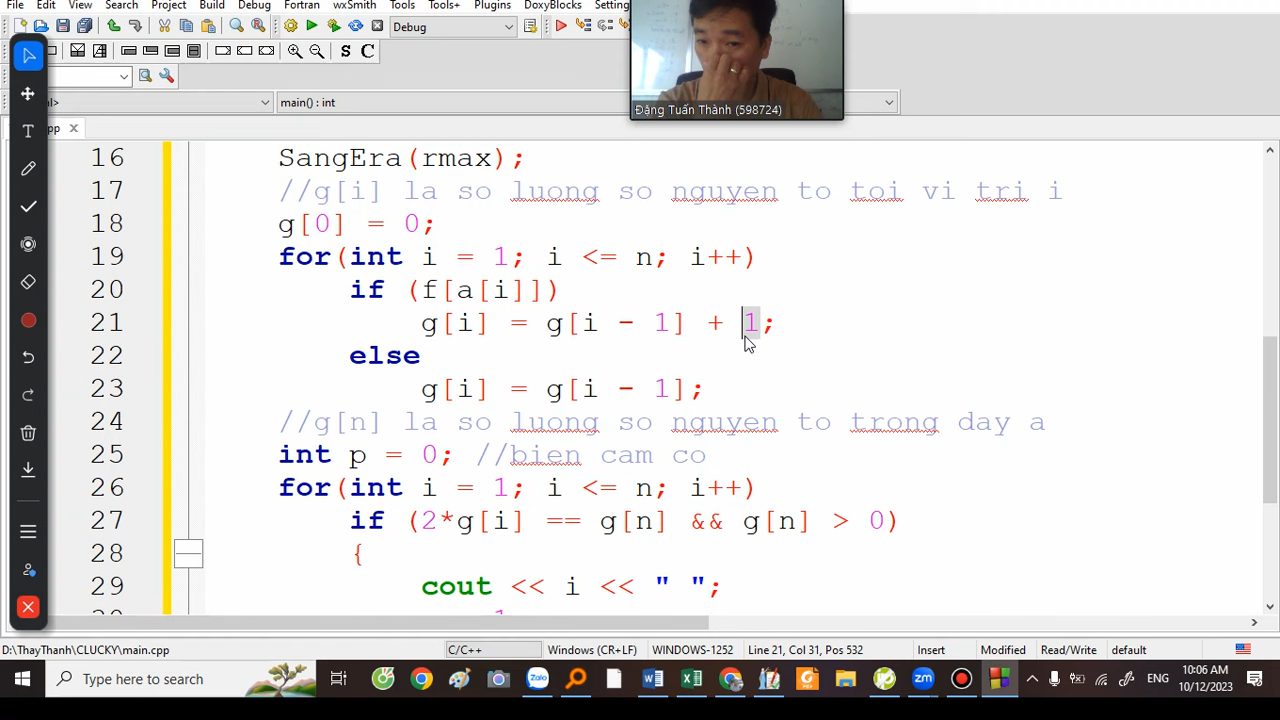 File Edit View Search Project Build Debug Fortran wxSmith Tools Tools+ Plugins DoxyBlocks Setting
Debug
S C
main() : int
Đặng Tuấn Thành (598724)
pp
16 SangEra(rmax);
17 //g[i] la so luong so nguyen to toi vi tri i
18 g[0] = 0;
19 for(int i = 1; i <= n; i++)
20 if (f[a[i]])
21 g[i] = g[i - 1] + 1;
22 else
23 g[i] = g[i - 1];
24 //g[n] la so luong so nguyen to trong day a
25 int p = 0; //bien cam co
26 for(int i = 1; i <= n; i++)
27 if (2*g[i] == g[n] && g[n] > 0)
28 {
29 cout << i << " ";
D:\ThayThanh\CLUCKY\main.cpp C/C++ Windows (CR+LF) WINDOWS-1252 Line 21, Col 31, Pos 532 Insert Modified Read/Write default
Type here to search
Zalo
zm
ENG
10:06 AM
10/12/2023